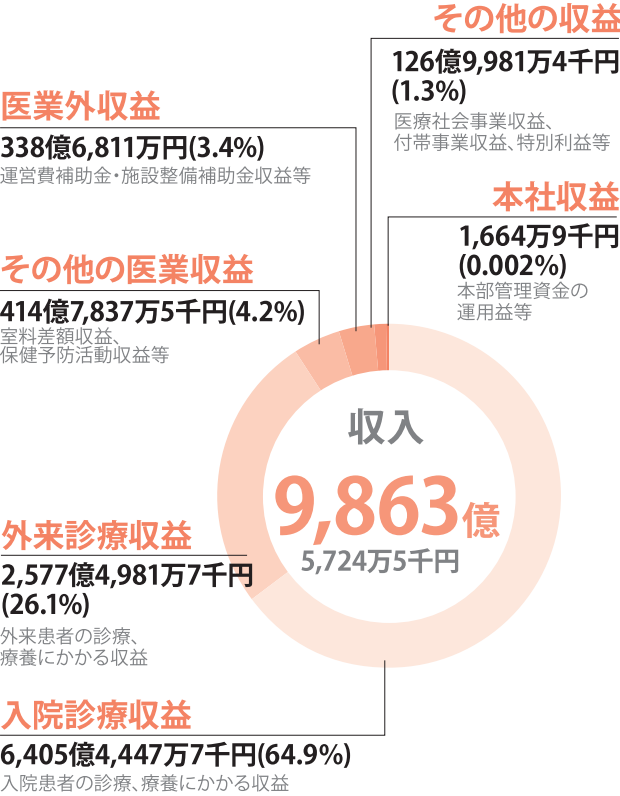 その他の収益
126億9,981万4千円
(1.3%)
医療社会事業収益、
付帯事業収益、特別利益等
医業外収益
338億6,811万円(3.4%)
運営費補助金・施設整備補助金収益等
本社収益
1,664万9千円
(0.002%)
本部管理資金の
運用益等
その他の医業収益
414億7,837万5千円(4.2%)
室料差額収益、
保健予防活動収益等
収入
9,863億
5,724万5千円
外来診療収益
2,577億4,981万7千円
(26.1%)
外来患者の診療、
療養にかかる収益
入院診療収益
6,405億4,447万7千円(64.9%)
入院患者の診療、療養にかかる収益